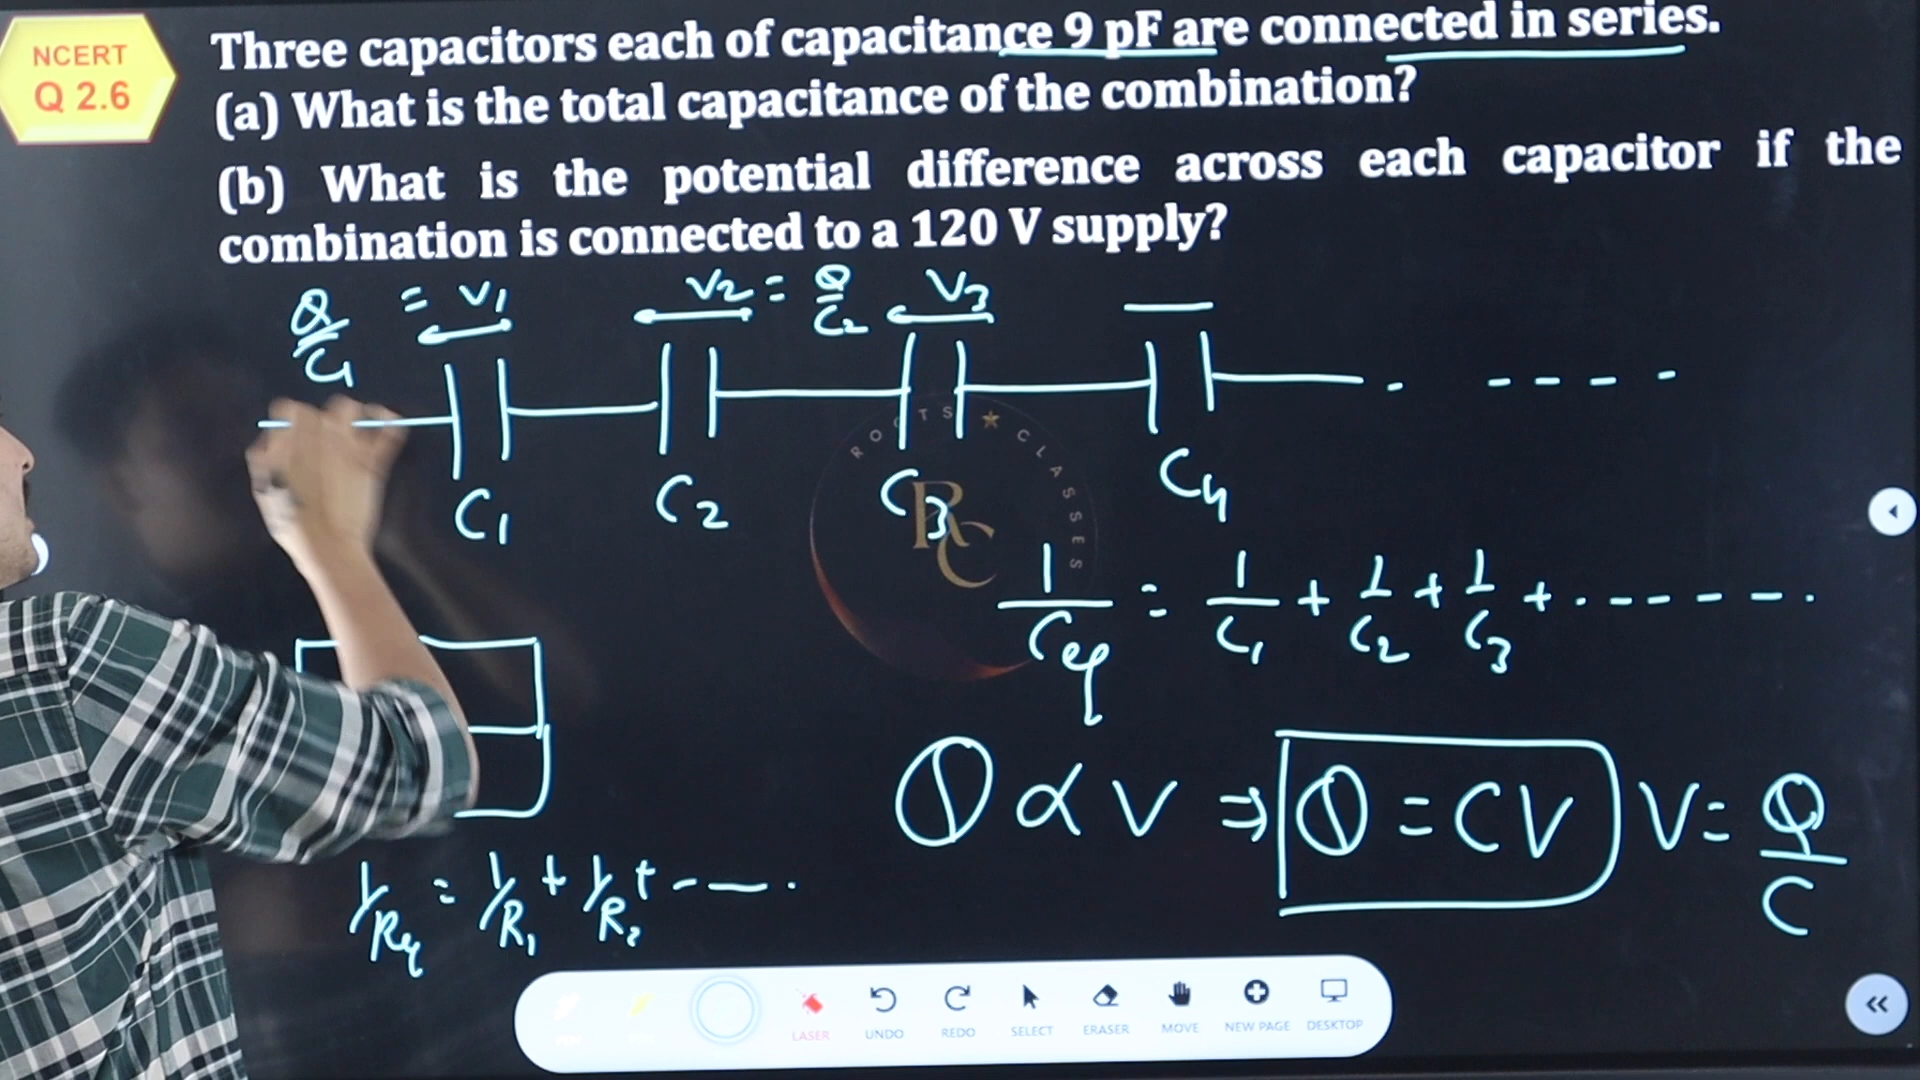 NCERT
Q 2.6
Three capacitors each of capacitance 9 pF are connected in series.
(a) What is the total capacitance of the combination?
(b) What is the potential difference across each capacitor if the
combination is connected to a 120 V supply?
Q/C1 = V1 V2 = Q/C2 V3
C1 C2 C3 C4
ROOTS ★ CLASSES
RC
1/Ceq = 1/C1 + 1/C2 + 1/C3 + . - - - - - .
Q ∝ V ⇒ Q = CV V = Q/C
1/Req = 1/R1 + 1/R2 + - - .
LASER UNDO REDO SELECT ERASER MOVE NEW PAGE DESKTOP